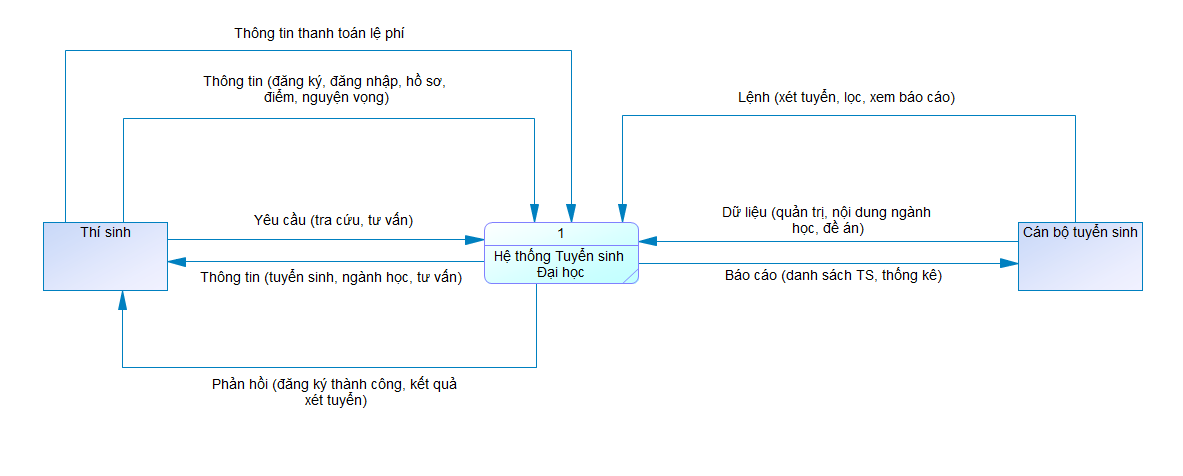 Thông tin thanh toán lệ phí
Thông tin (đăng ký, đăng nhập, hồ sơ,
điểm, nguyện vọng)
Lệnh (xét tuyển, lọc, xem báo cáo)
Yêu cầu (tra cứu, tư vấn)
Dữ liệu (quản trị, nội dung ngành
học, đề án)
Thí sinh
1
Hệ thống Tuyển sinh
Đại học
Cán bộ tuyển sinh
Thông tin (tuyển sinh, ngành học, tư vấn)
Báo cáo (danh sách TS, thống kê)
Phản hồi (đăng ký thành công, kết quả
xét tuyển)